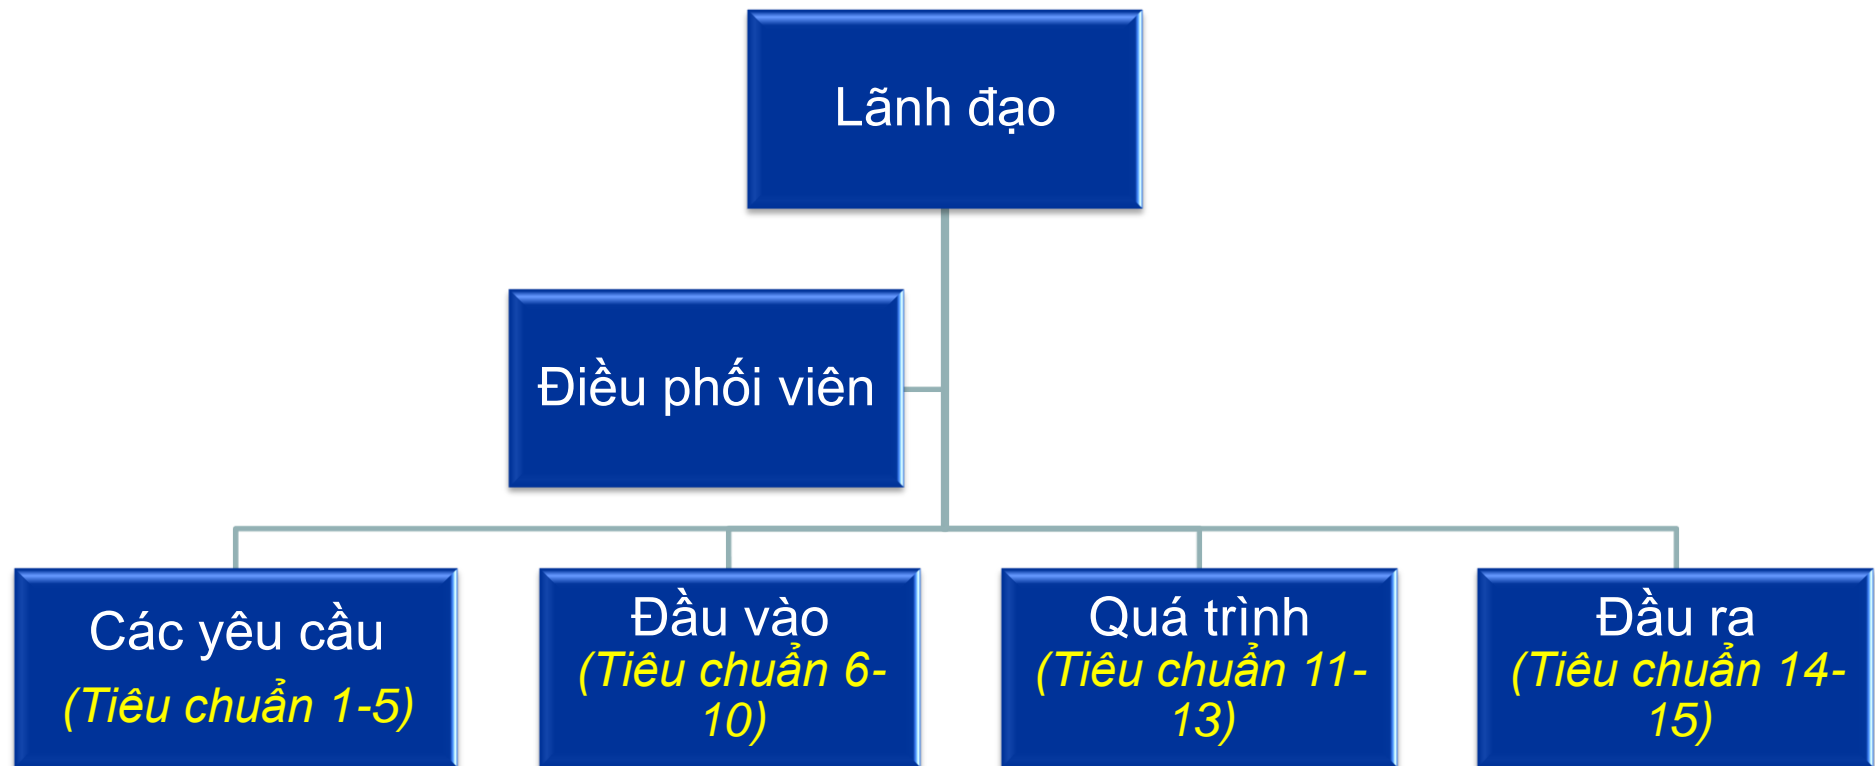 Lãnh đạo
Điều phối viên
Các yêu cầu
(Tiêu chuẩn 1-5)
Đầu vào
(Tiêu chuẩn 6-
10)
Quá trình
(Tiêu chuẩn 11-
13)
Đầu ra
(Tiêu chuẩn 14-
15)